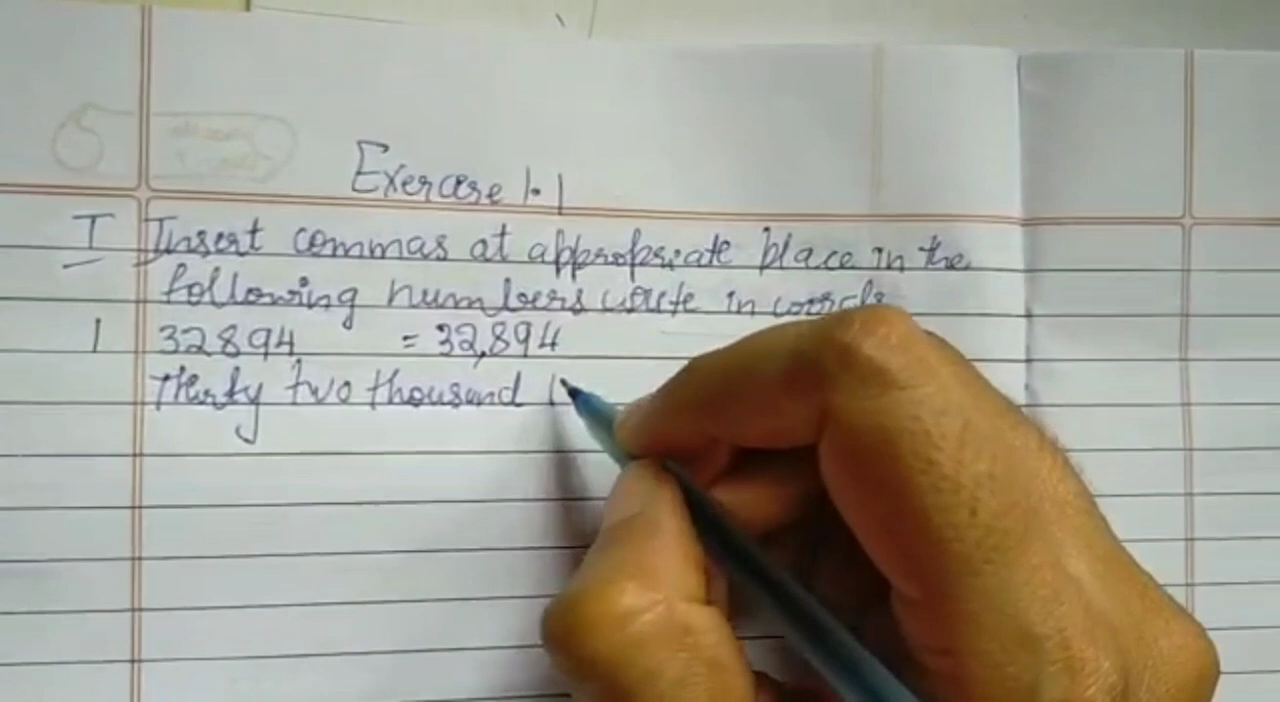 Exercise 1.1
I Insert commas at appropriate place in the
following numbers write in words
1 32894 = 32,894
Thirty two thousand